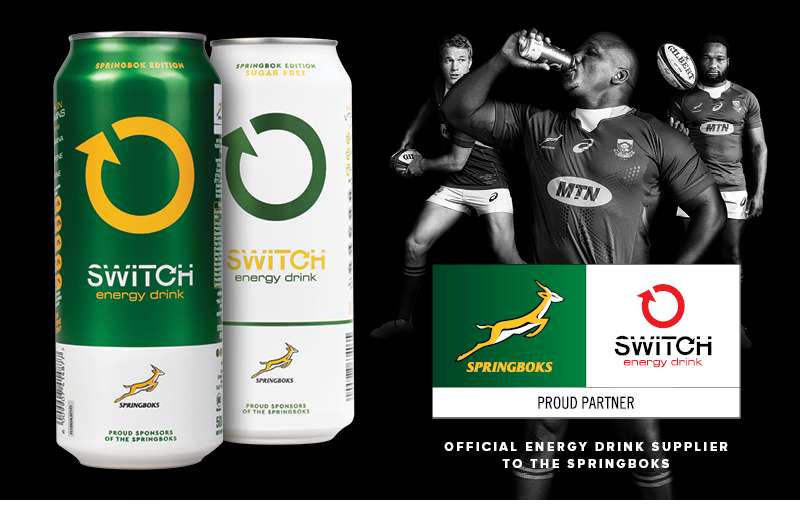 SPRINGBOK EDITION
SWiTCH
energy drink
SPRINGBOKS
PROUD SPONSORS
OF THE SPRINGBOKS
SPRINGBOK EDITION
SUGAR FREE
SWiTCH
energy drink
SPRINGBOKS
PROUD SPONSORS
OF THE SPRINGBOKS
GILBERT
MTN
MTN
SPRINGBOKS
SWiTCH
energy drink
PROUD PARTNER
OFFICIAL ENERGY DRINK SUPPLIER
TO THE SPRINGBOKS